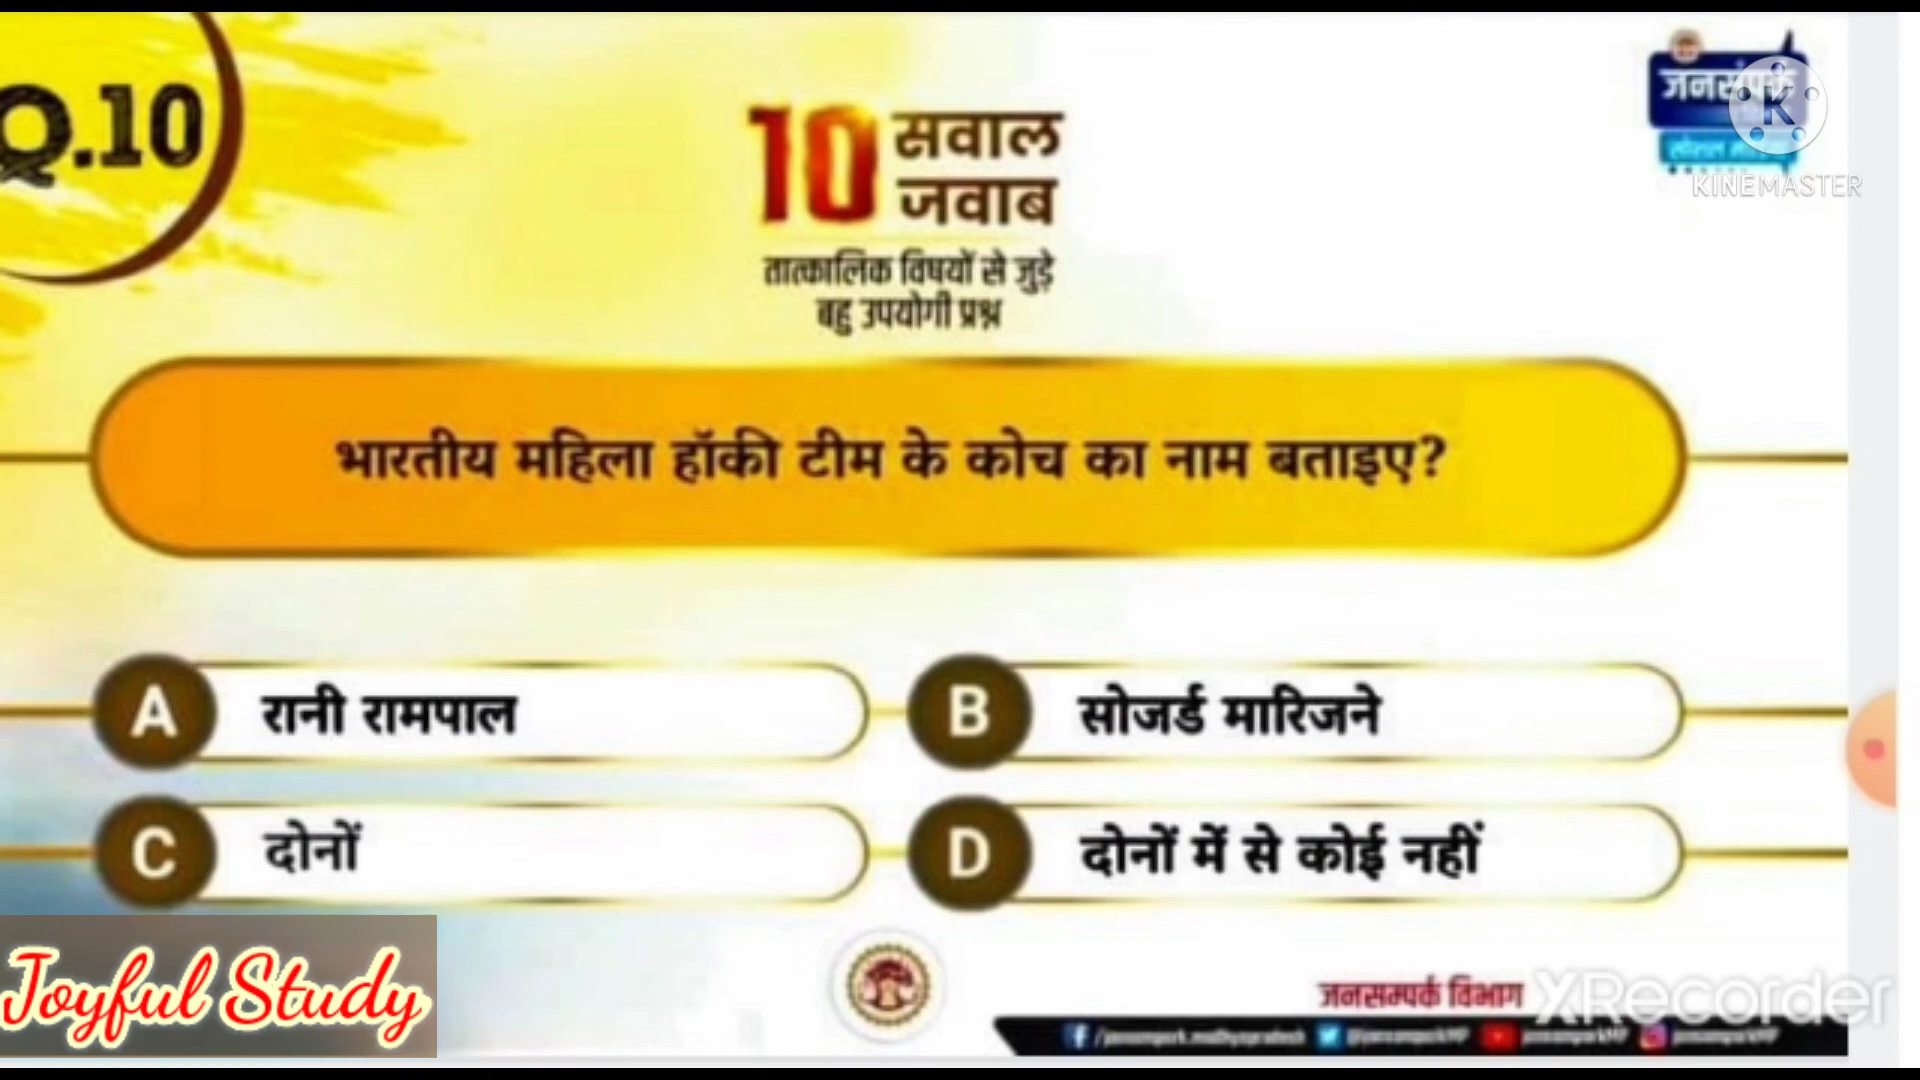 Q.10
10 सवाल
जवाब
तात्कालिक विषयों से जुड़े
बहु उपयोगी प्रश्न
जनसंपर्क
KINEMASTER
भारतीय महिला हॉकी टीम के कोच का नाम बताइए?
A रानी रामपाल
B सोजर्ड मारिजने
C दोनों
D दोनों में से कोई नहीं
Joyful Study
जनसम्पर्क विभाग
XRecorder